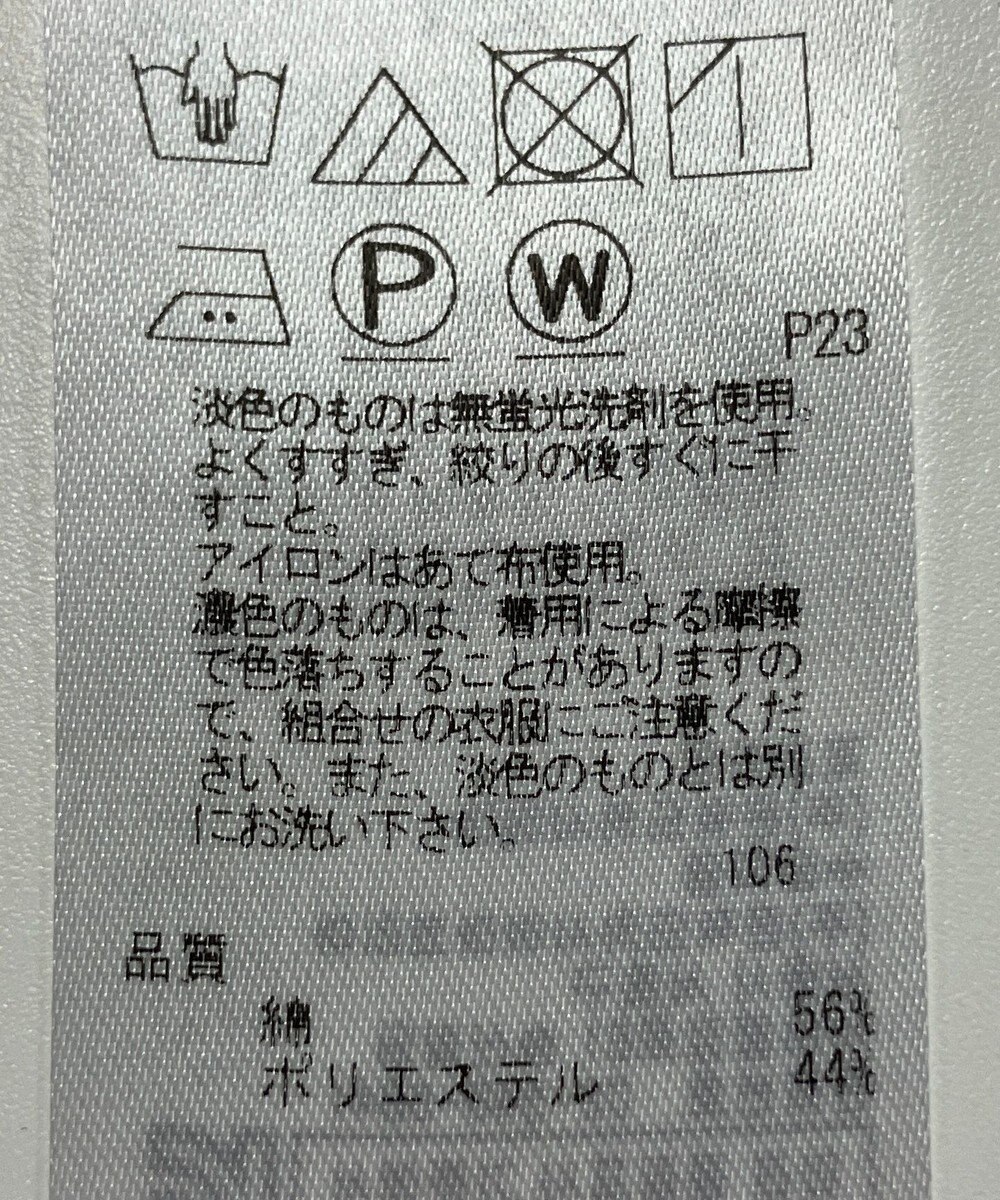 P
W
P23
淡色のものは無蛍光洗剤を使用。
よくすすぎ、絞りの後すぐに干
すこと。
アイロンはあて布使用。
濃色のものは、着用による摩擦
で色落ちすることがありますの
で、組合せの衣服にご注意くだ
さい。また、淡色のものとは別
にお洗い下さい。
106
品質
綿 56%
ポリエステル 44%